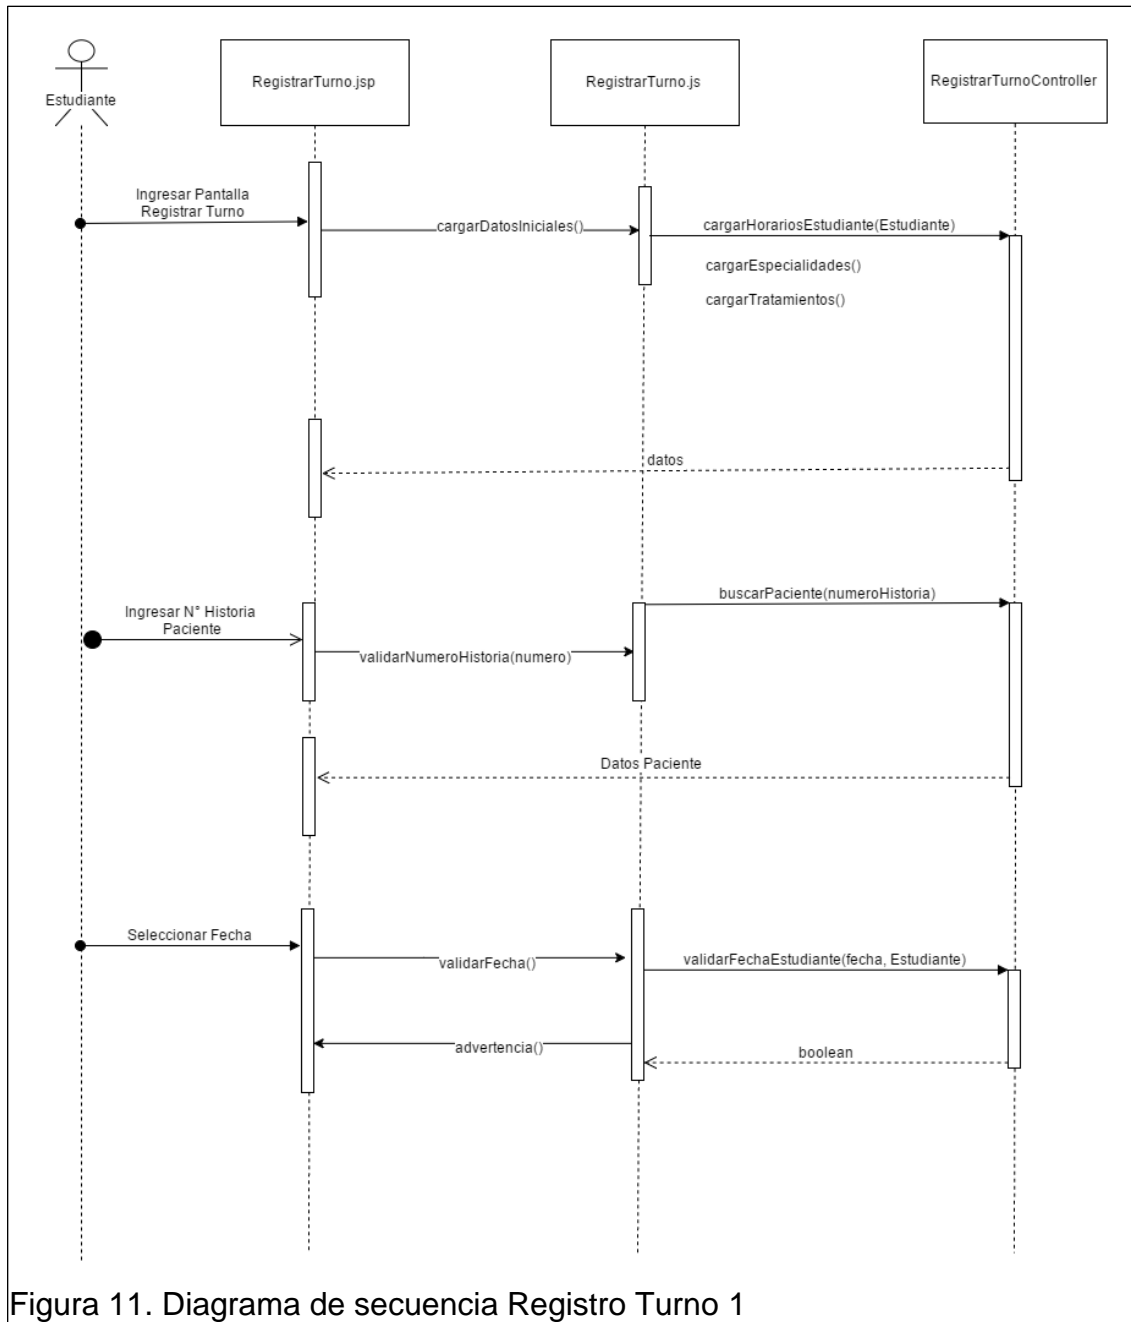 Estudiante
RegistrarTurno.jsp
RegistrarTurno.js
RegistrarTurnoController
Ingresar Pantalla
Registrar Turno
cargarDatosIniciales()
cargarHorariosEstudiante(Estudiante)
cargarEspecialidades()
cargarTratamientos()
datos
Ingresar N° Historia
Paciente
buscarPaciente(numeroHistoria)
validarNumeroHistoria(numero)
Datos Paciente
Seleccionar Fecha
validarFecha()
validarFechaEstudiante(fecha, Estudiante)
advertencia()
boolean
Figura 11. Diagrama de secuencia Registro Turno 1